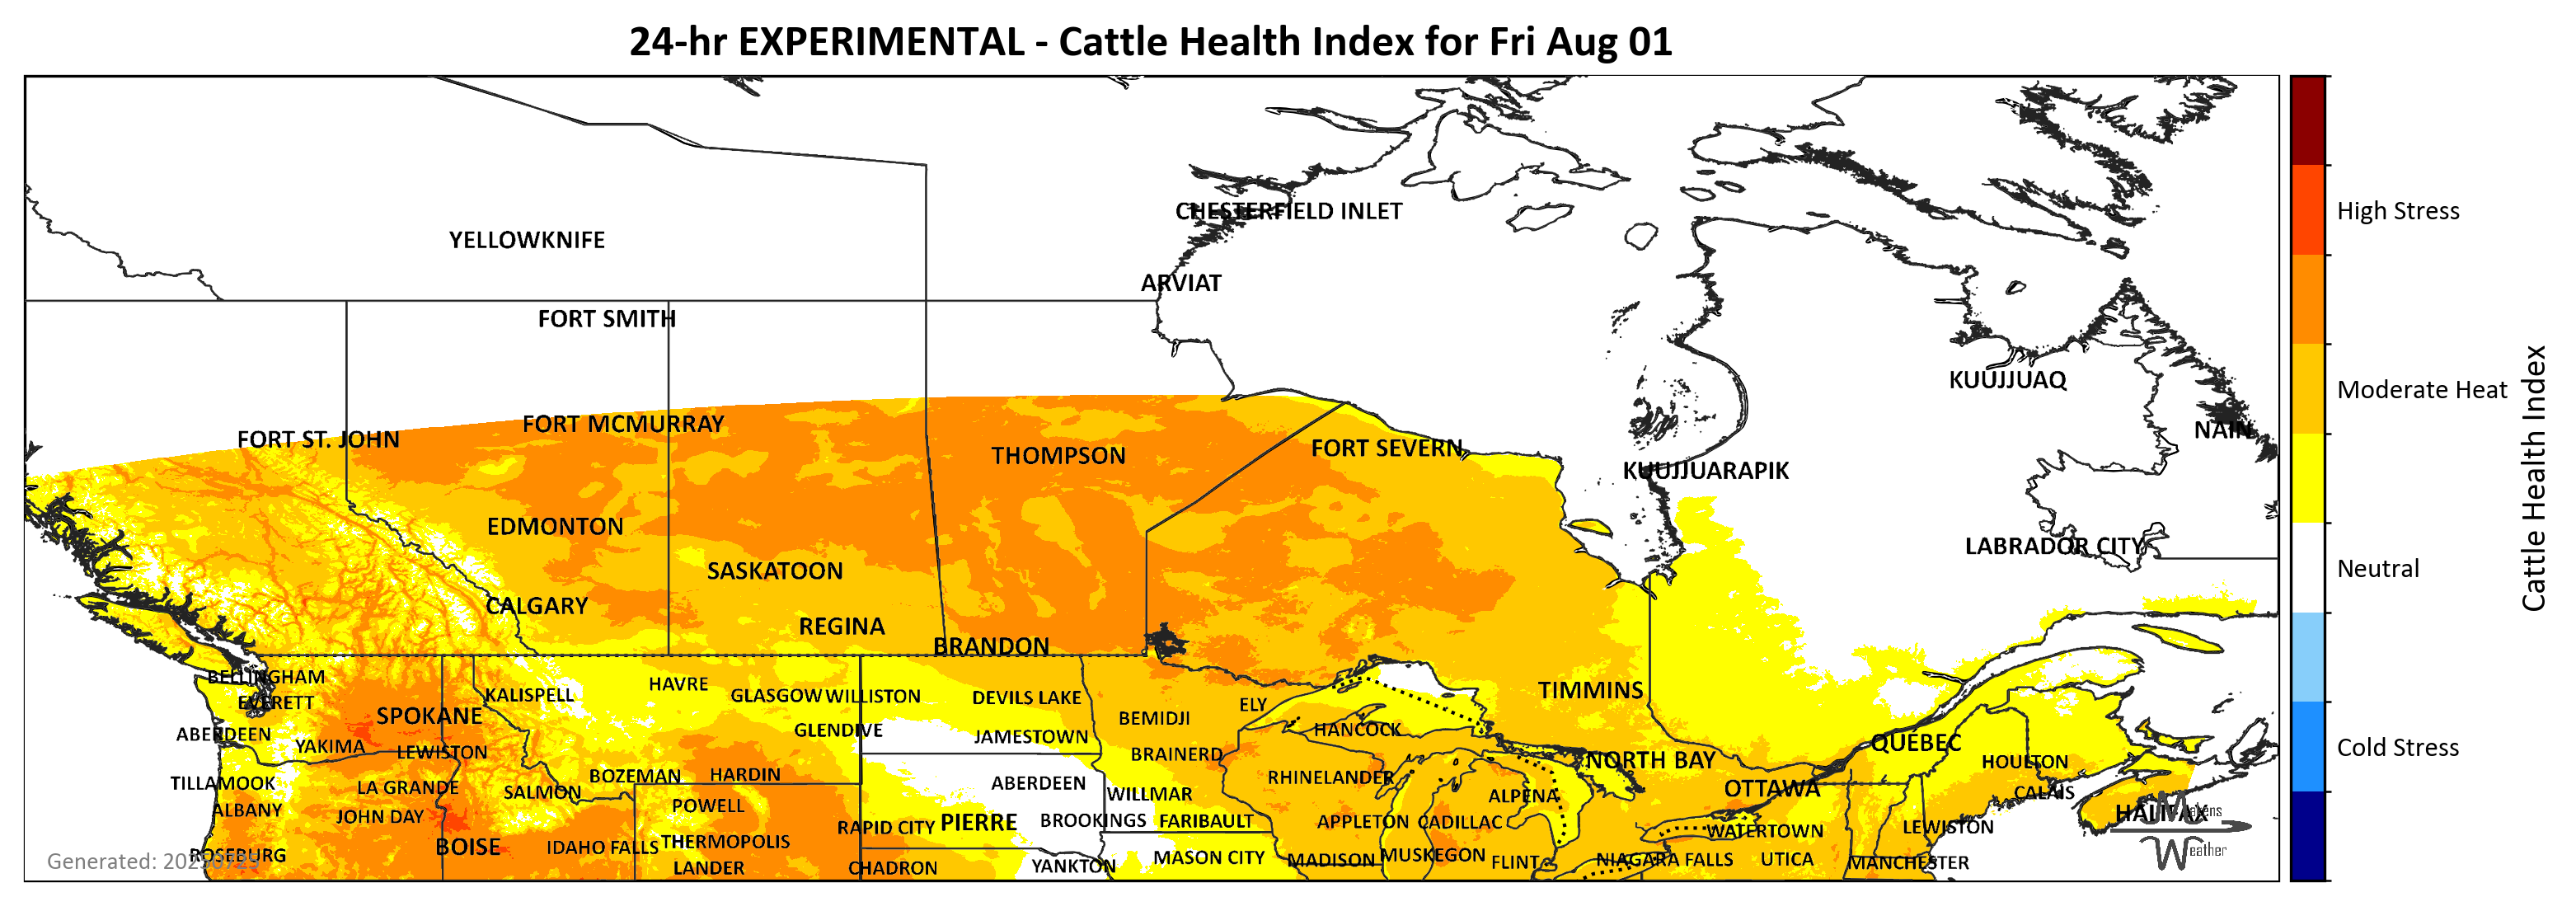 24-hr EXPERIMENTAL - Cattle Health Index for Fri Aug 01
CHESTERFIELD INLET
YELLOWKNIFE
ARVIAT
FORT SMITH
KUUJJUAQ
FORT MCMURRAY
NAIN
FORT ST. JOHN
FORT SEVERN
THOMPSON
KUUJJUARAPIK
EDMONTON
LABRADOR CITY
SASKATOON
CALGARY
REGINA
BRANDON
BELLINGHAM
HAVRE
TIMMINS
KALISPELL
GLASGOW
WILLISTON
DEVILS LAKE
EVERETT
ELY
SPOKANE
BEMIDJI
GLENDIVE
HANCOCK
ABERDEEN
JAMESTOWN
QUEBEC
YAKIMA
LEWISTON
BRAINERD
NORTH BAY
HOULTON
BOZEMAN
HARDIN
RHINELANDER
TILLAMOOK
LA GRANDE
SALMON
ABERDEEN
WILLMAR
ALPENA
OTTAWA
CALAIS
ALBANY
JOHN DAY
POWELL
RAPID CITY
PIERRE
BROOKINGS
FARIBAULT
APPLETON
CADILLAC
WATERTOWN
LEWISTON
HALIFAX
Makens
Weather
BOISE
IDAHO FALLS
THERMOPOLIS
ROSEBURG
LANDER
CHADRON
YANKTON
MASON CITY
MADISON
MUSKEGON
FLINT
NIAGARA FALLS
UTICA
MANCHESTER
High Stress
Moderate Heat
Neutral
Cold Stress
Cattle Health Index